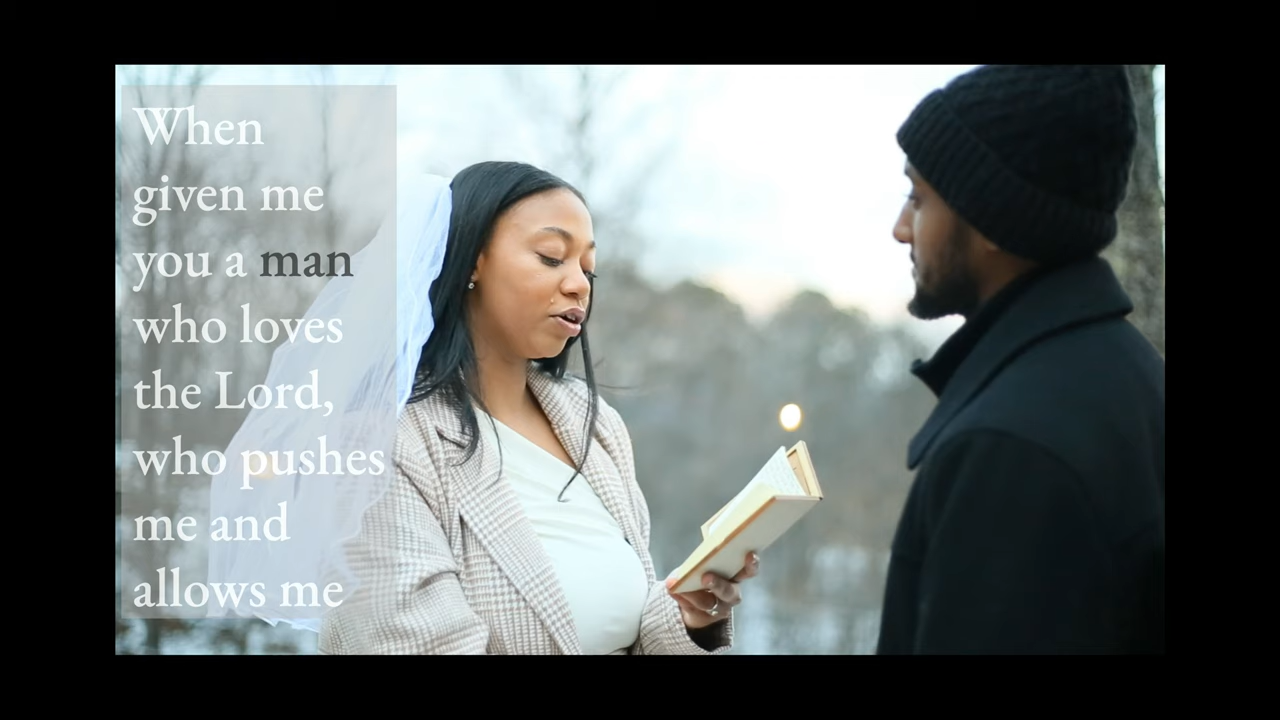 When
given me
you a man
who loves
the Lord,
who pushes
me and
allows me